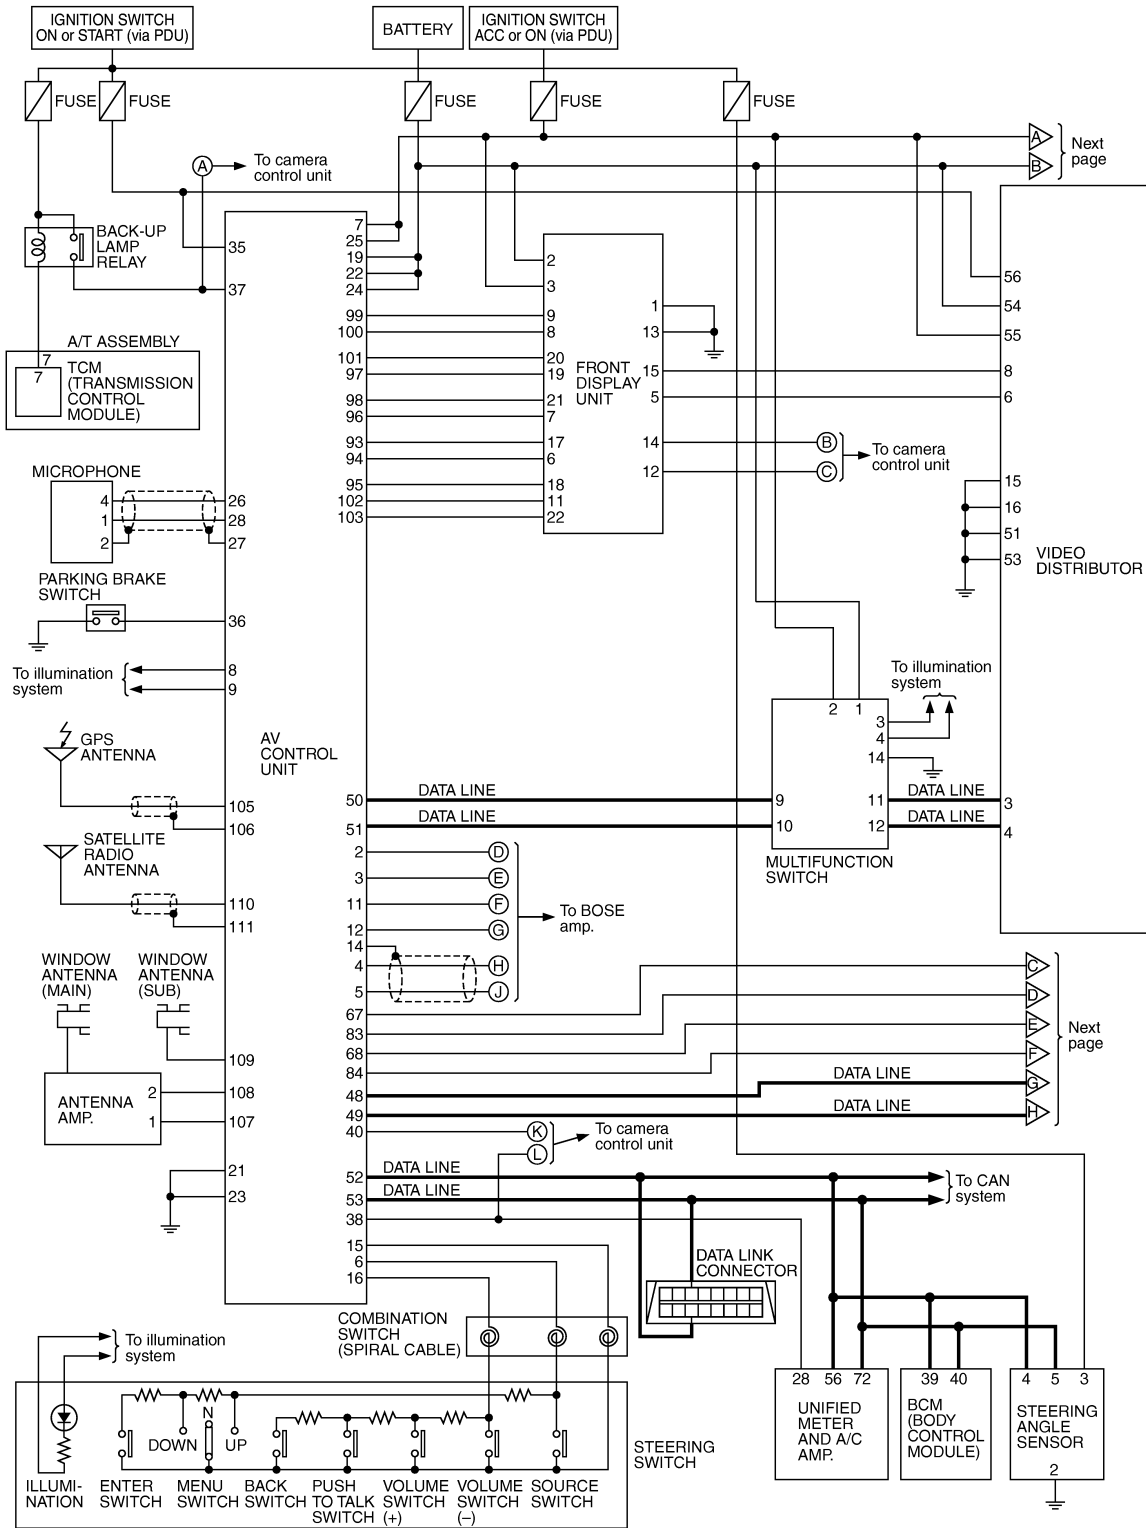 IGNITION SWITCH
ON or START (via PDU)
BATTERY
IGNITION SWITCH
ACC or ON (via PDU)
FUSE
FUSE
FUSE
FUSE
FUSE
A
To camera
control unit
A
B
Next
page
BACK-UP
LAMP
RELAY
35
37
7
25
19
22
24
99
100
101
97
98
96
93
94
95
102
103
2
3
9
8
20
19
21
7
17
6
18
11
22
FRONT
DISPLAY
UNIT
1
13
15
5
14
12
B
C
To camera
control unit
56
54
55
8
6
15
16
51
53
VIDEO
DISTRIBUTOR
A/T ASSEMBLY
7
7
TCM
(TRANSMISSION
CONTROL
MODULE)
MICROPHONE
4
1
2
26
28
27
PARKING BRAKE
SWITCH
36
To illumination
system
8
9
GPS
ANTENNA
105
106
SATELLITE
RADIO
ANTENNA
110
111
AV
CONTROL
UNIT
To illumination
system
2
1
3
4
14
50
DATA LINE
9
11
DATA LINE
3
51
DATA LINE
10
12
DATA LINE
4
MULTIFUNCTION
SWITCH
2
D
3
E
11
F
12
G
14
4
H
5
J
To BOSE
amp.
WINDOW
ANTENNA
(MAIN)
WINDOW
ANTENNA
(SUB)
109
ANTENNA
AMP.
2
1
108
107
21
23
67
83
68
84
48
49
40
C
D
E
F
DATA LINE
G
DATA LINE
H
Next
page
K
L
To camera
control unit
52
DATA LINE
53
DATA LINE
To CAN
system
38
15
6
16
DATA LINK
CONNECTOR
COMBINATION
SWITCH
(SPIRAL CABLE)
To illumination
system
N
DOWN
UP
ILLUMI-
NATION
ENTER
SWITCH
MENU
SWITCH
BACK
SWITCH
PUSH
TO TALK
SWITCH
VOLUME
SWITCH
(+)
VOLUME
SWITCH
(–)
SOURCE
SWITCH
STEERING
SWITCH
28
56
72
UNIFIED
METER
AND A/C
AMP.
39
40
BCM
(BODY
CONTROL
MODULE)
4
5
3
STEERING
ANGLE
SENSOR
2